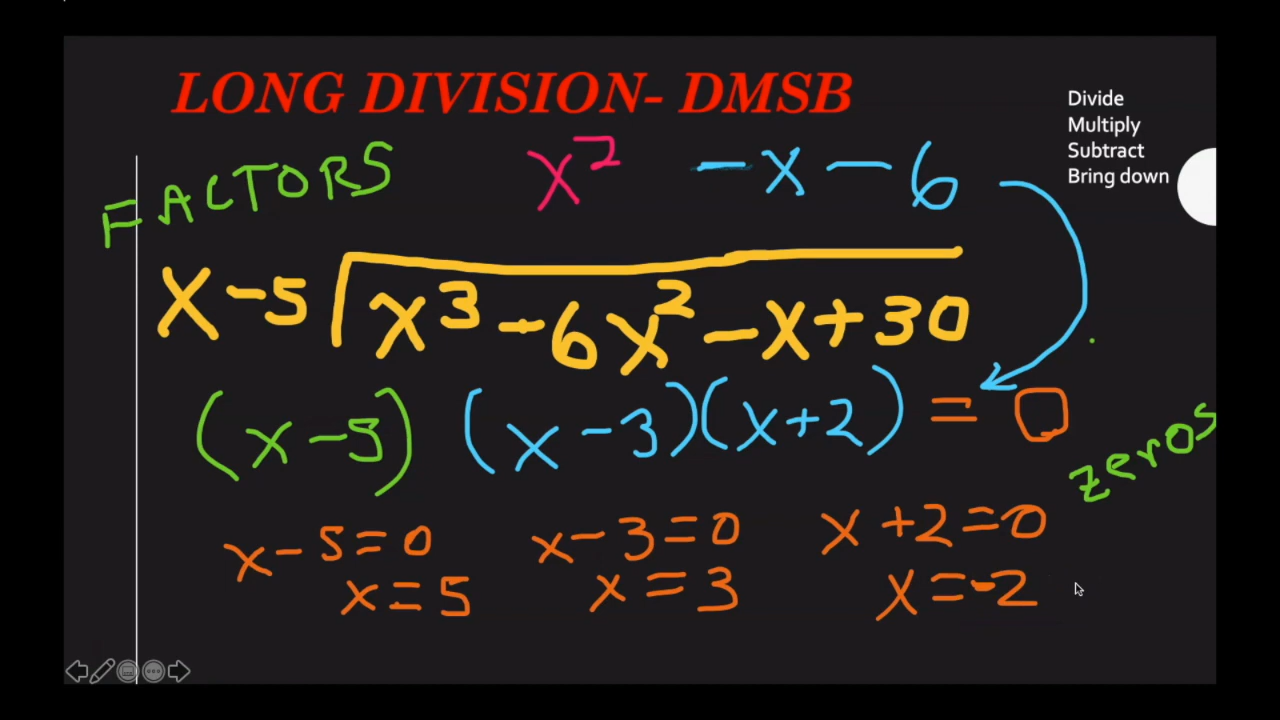 LONG DIVISION- DMSB
Divide
Multiply
Subtract
Bring down
FACTORS
x² - x - 6
x - 5 x³ - 6x² - x + 30
(x - 5) (x - 3)(x + 2) = 0
zeros
x - 5 = 0 x - 3 = 0 x + 2 = 0
x = 5 x = 3 x = -2